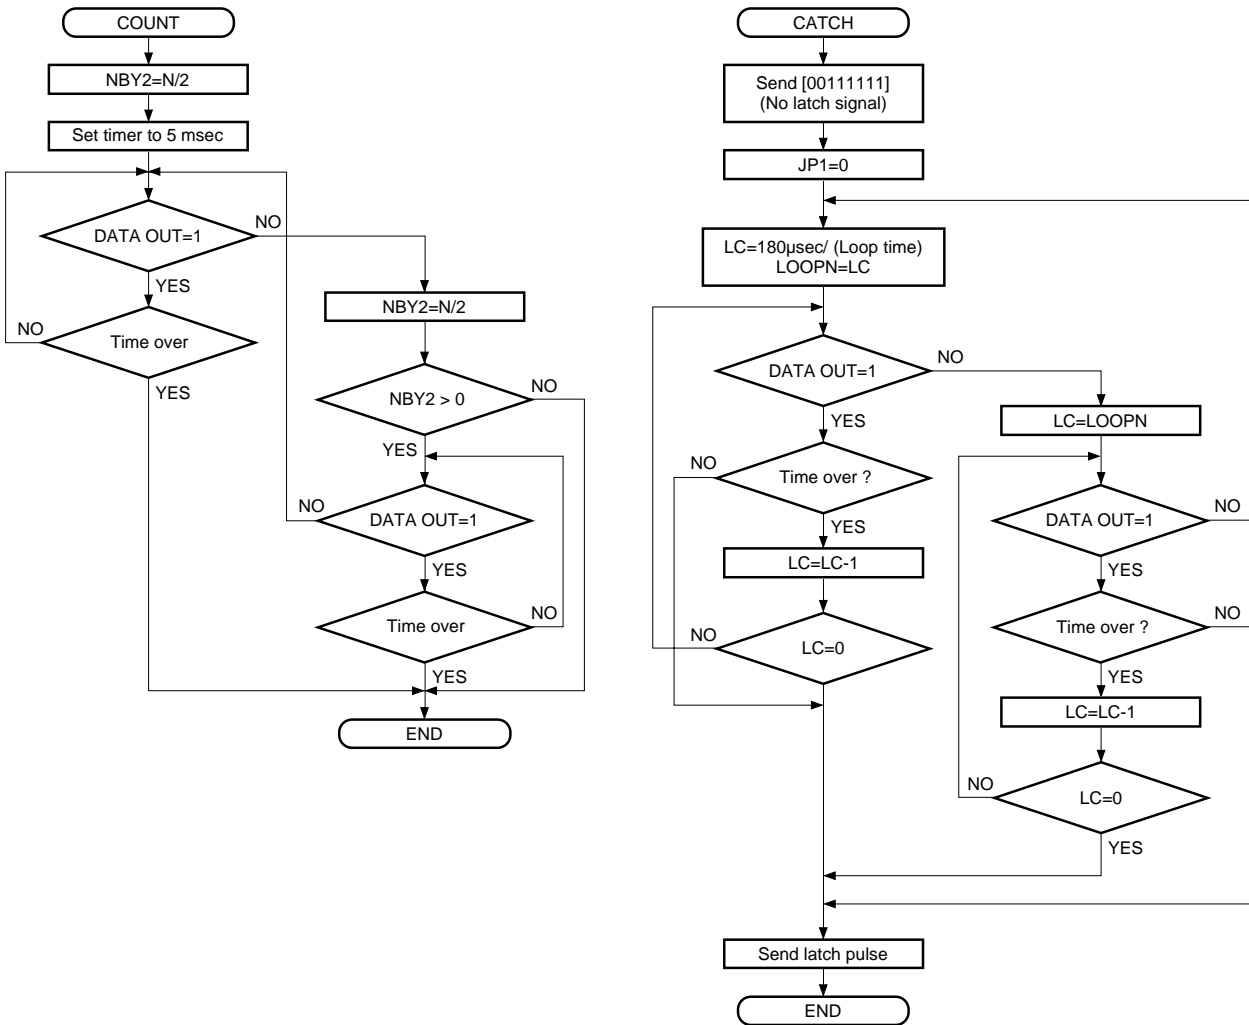 COUNT
NBY2=N/2
Set timer to 5 msec
DATA OUT=1
NO
YES
Time over
NO
YES
NBY2=N/2
NBY2 > 0
NO
YES
DATA OUT=1
NO
YES
Time over
NO
YES
END
CATCH
Send [00111111]
(No latch signal)
JP1=0
LC=180μsec/ (Loop time)
LOOPN=LC
DATA OUT=1
NO
YES
Time over ?
NO
YES
LC=LC-1
LC=0
NO
LC=LOOPN
DATA OUT=1
NO
YES
Time over ?
NO
YES
LC=LC-1
LC=0
NO
YES
Send latch pulse
END